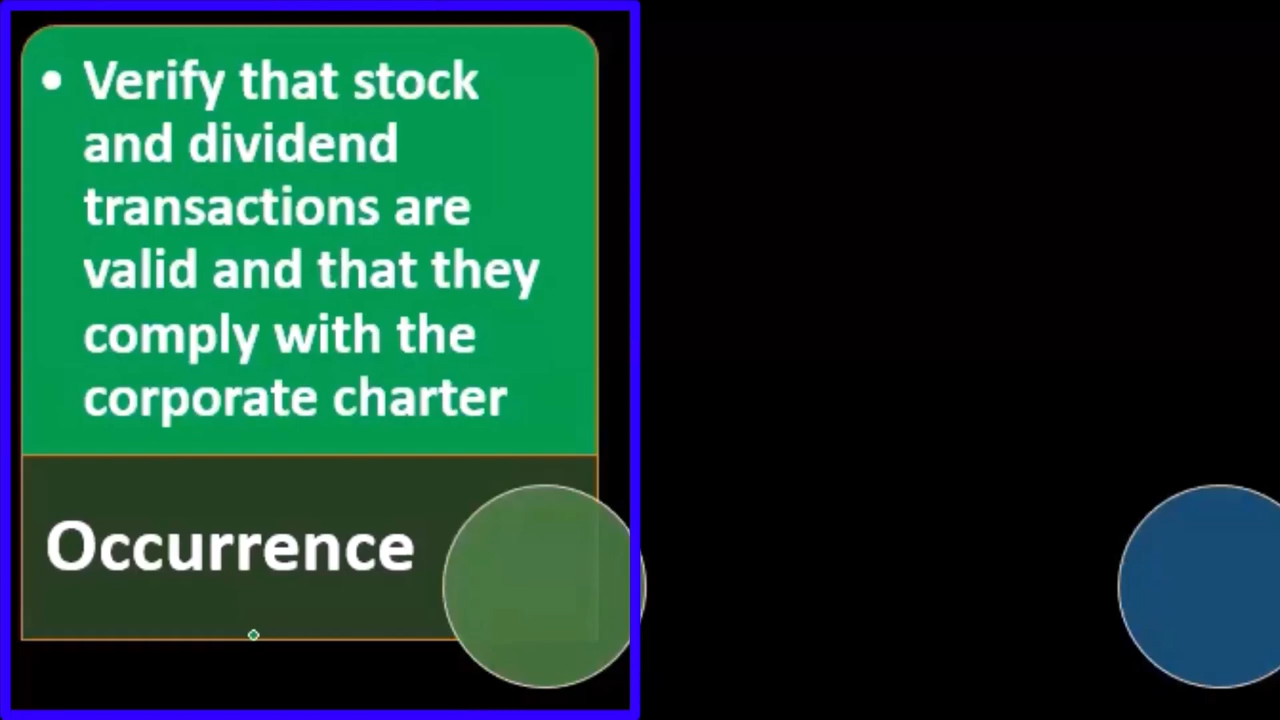 • Verify that stock
and dividend
transactions are
valid and that they
comply with the
corporate charter
Occurrence